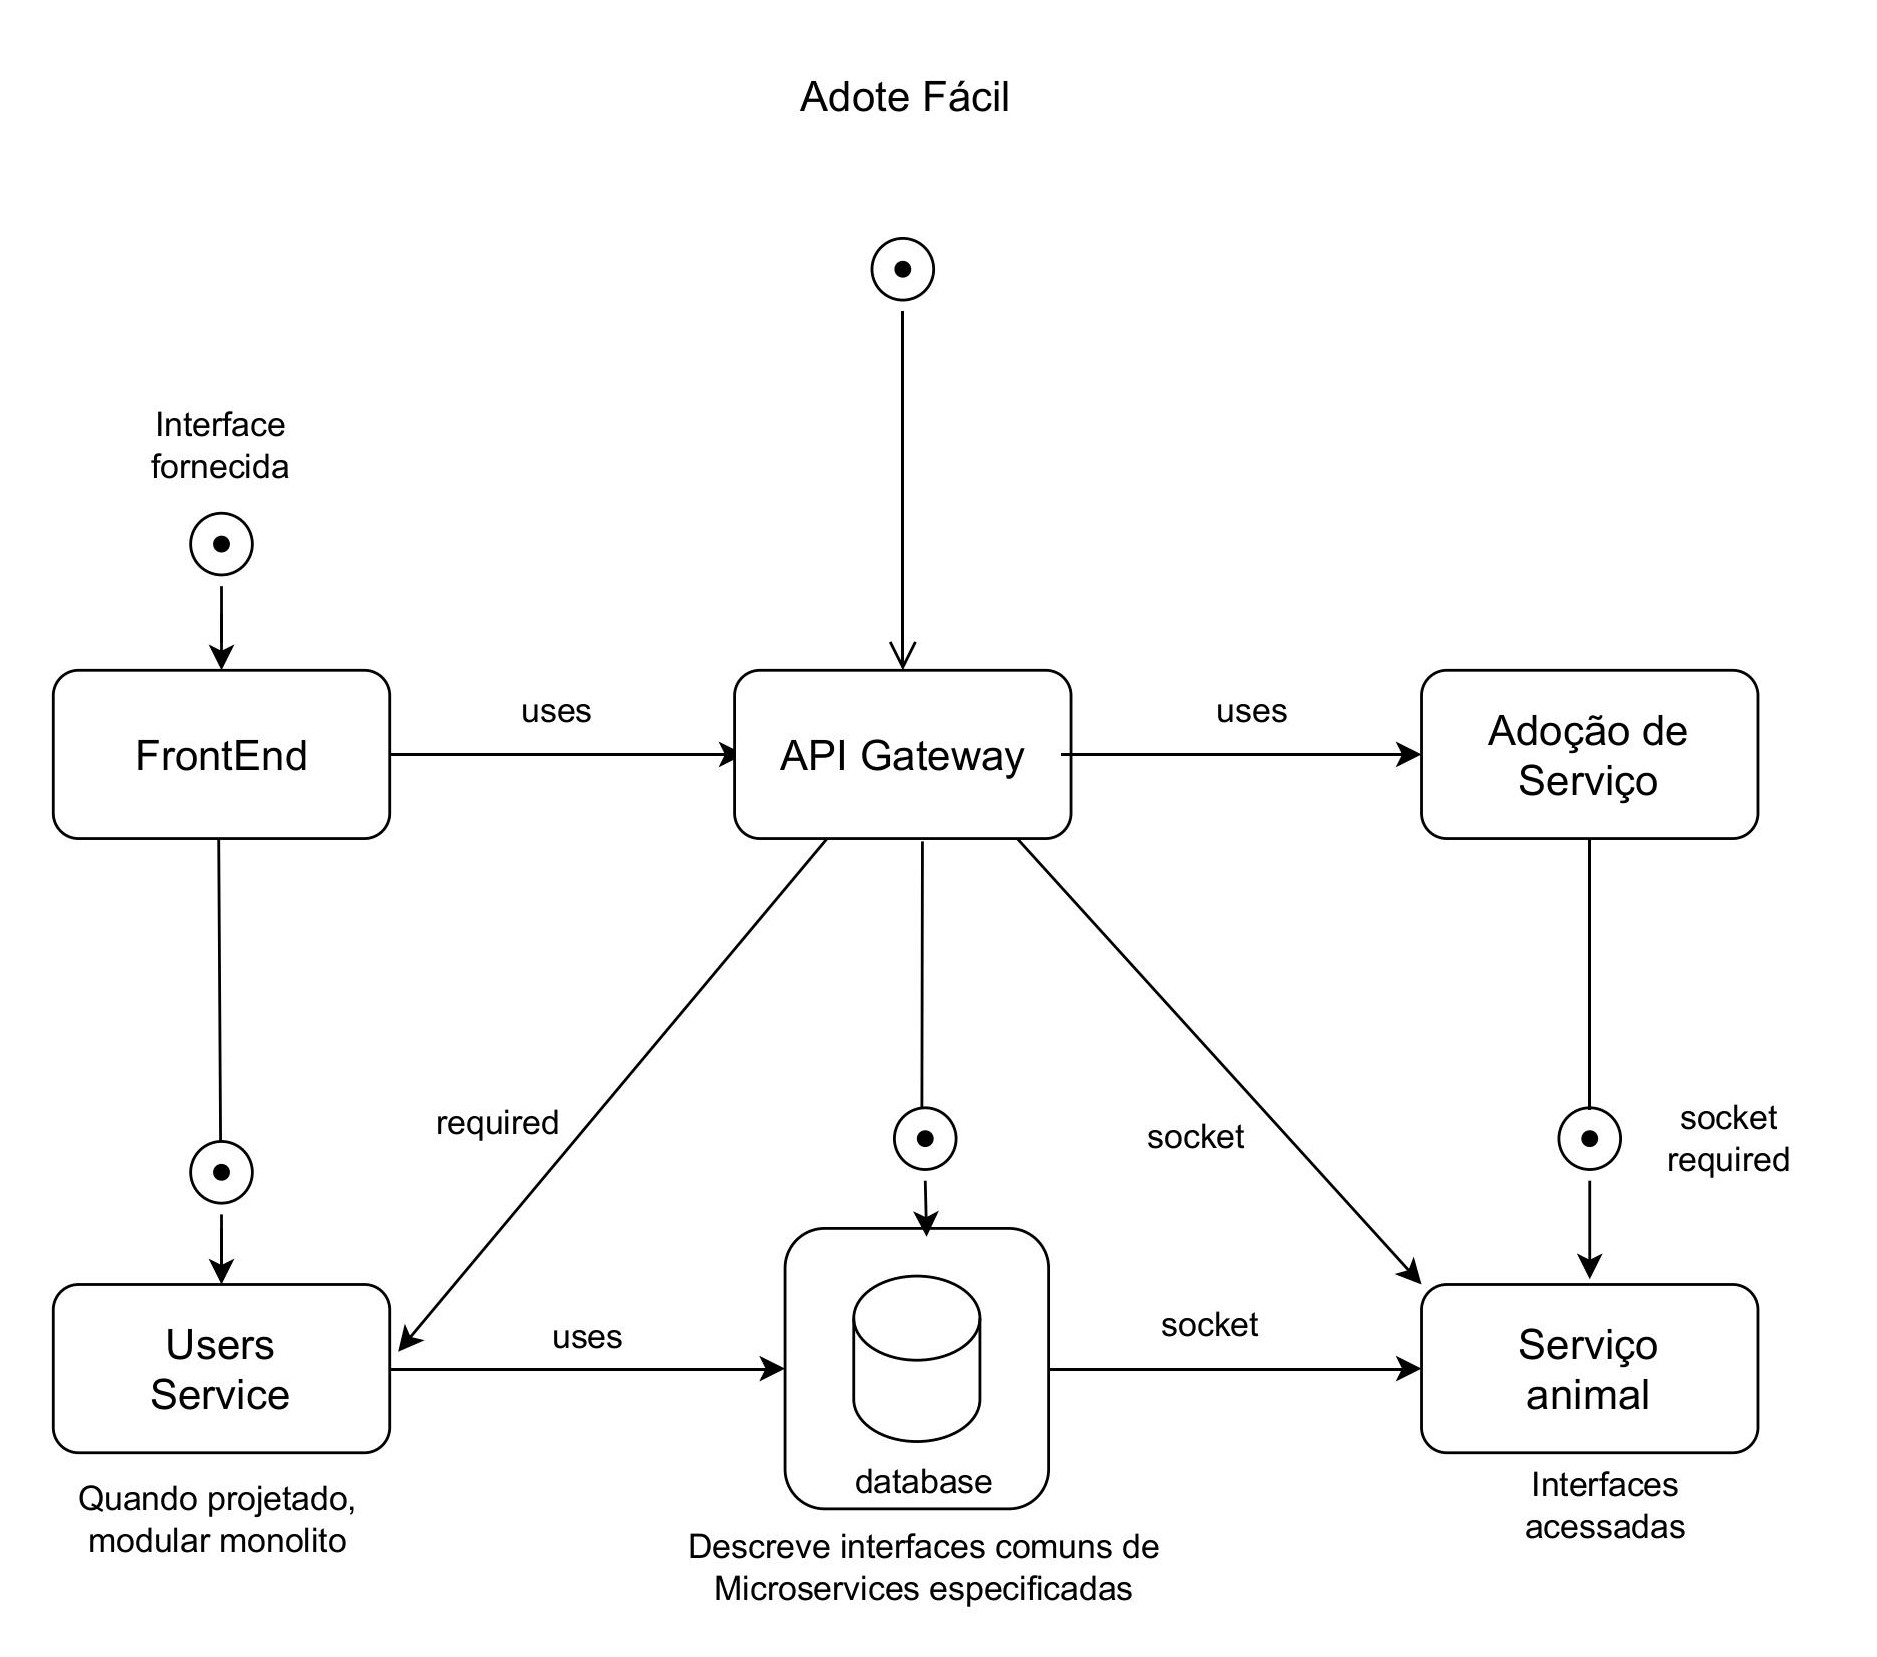 Adote Fácil
Interface
fornecida
FrontEnd
uses
API Gateway
uses
Adoção de
Serviço
required
socket
socket
required
Users
Service
uses
database
socket
Serviço
animal
Quando projetado,
modular monolito
Descreve interfaces comuns de
Microservices especificadas
Interfaces
acessadas